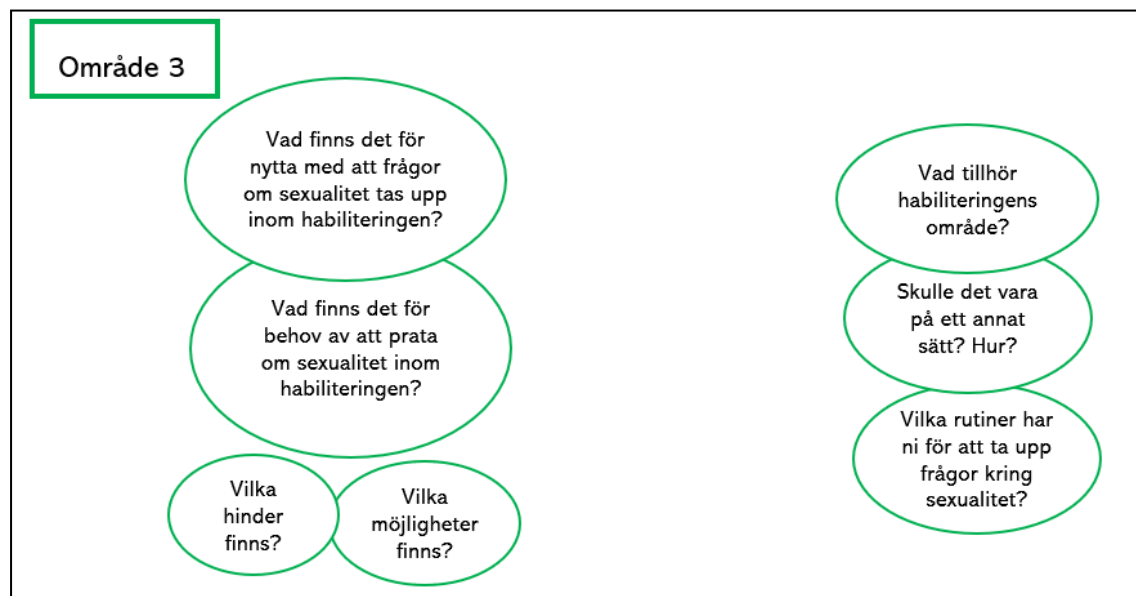 Område 3
Vad finns det för
nytta med att frågor
om sexualitet tas upp
inom habiliteringen?
Vad finns det för
behov av att prata
om sexualitet inom
habiliteringen?
Vilka
hinder
finns?
Vilka
möjligheter
finns?
Vad tillhör
habiliteringens
område?
Skulle det vara
på ett annat
sätt? Hur?
Vilka rutiner har
ni för att ta upp
frågor kring
sexualitet?